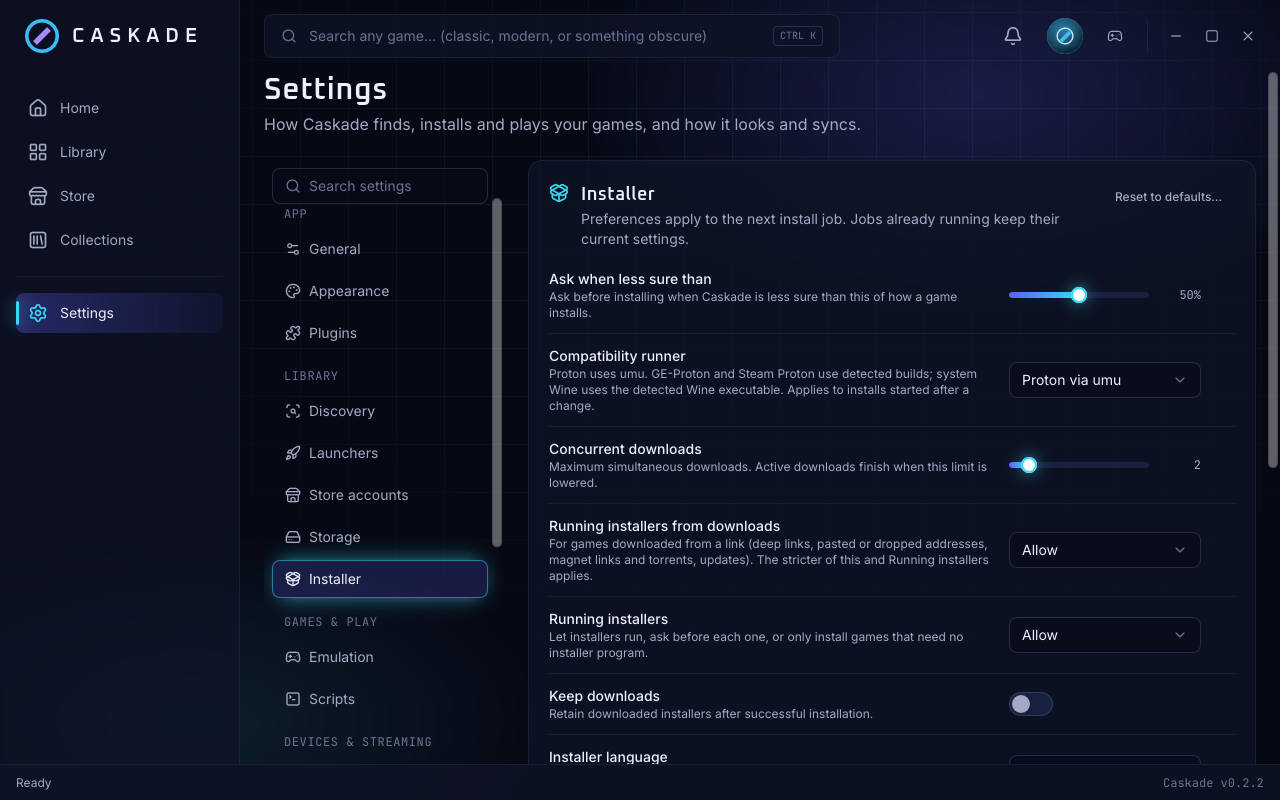 CASKADE
Search any game... (classic, modern, or something obscure)
CTRL K
Home
Library
Store
Collections
Settings
Settings
How Caskade finds, installs and plays your games, and how it looks and syncs.
Search settings
APP
General
Appearance
Plugins
LIBRARY
Discovery
Launchers
Store accounts
Storage
Installer
GAMES & PLAY
Emulation
Scripts
DEVICES & STREAMING
Installer
Preferences apply to the next install job. Jobs already running keep their
current settings.
Reset to defaults...
Ask when less sure than
Ask before installing when Caskade is less sure than this of how a game
installs.
50%
Compatibility runner
Proton uses umu. GE-Proton and Steam Proton use detected builds; system
Wine uses the detected Wine executable. Applies to installs started after a
change.
Proton via umu
Concurrent downloads
Maximum simultaneous downloads. Active downloads finish when this limit is
lowered.
2
Running installers from downloads
For games downloaded from a link (deep links, pasted or dropped addresses,
magnet links and torrents, updates). The stricter of this and Running installers
applies.
Allow
Running installers
Let installers run, ask before each one, or only install games that need no
installer program.
Allow
Keep downloads
Retain downloaded installers after successful installation.
Installer language
Ready
Caskade v0.2.2